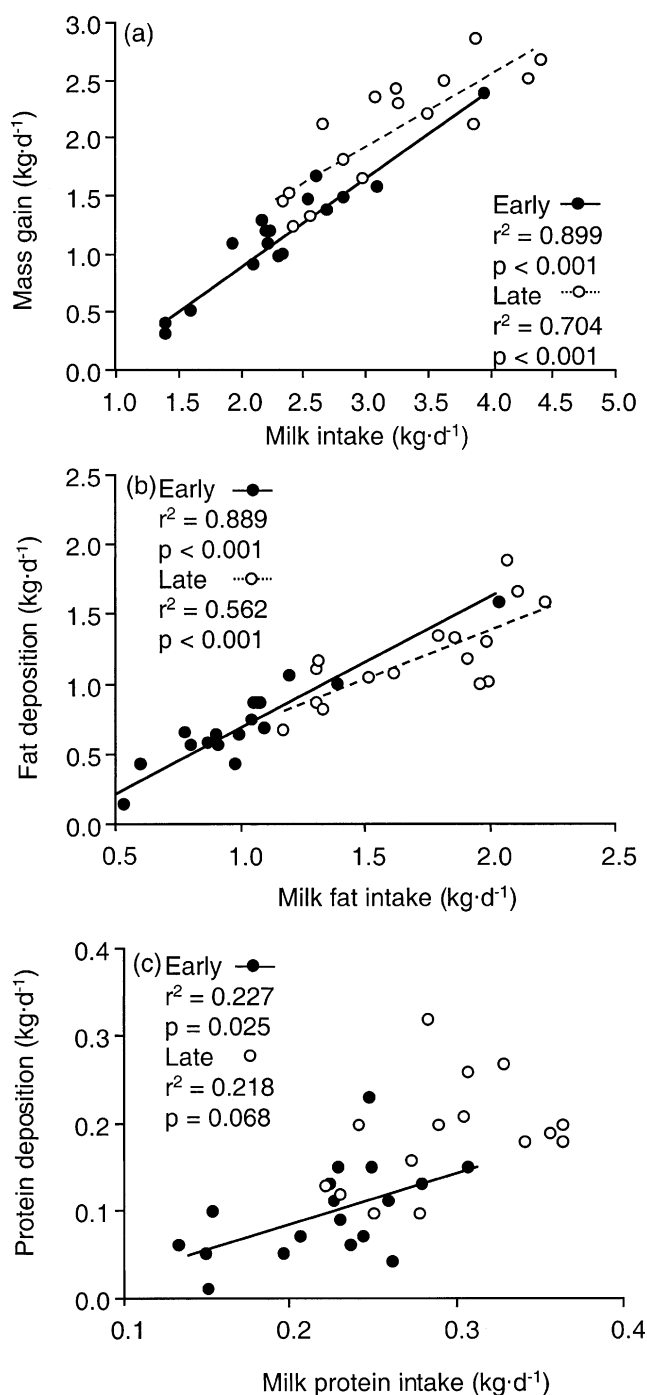 (a)
3.0
2.5
2.0
1.5
1.0
0.5
0.0
Mass gain (kg·d⁻¹)
Early
r² = 0.899
p < 0.001
Late
r² = 0.704
p < 0.001
1.0 1.5 2.0 2.5 3.0 3.5 4.0 4.5 5.0
Milk intake (kg·d⁻¹)
2.5
2.0
1.5
1.0
0.5
0.0
Fat deposition (kg·d⁻¹)
(b) Early
r² = 0.889
p < 0.001
Late
r² = 0.562
p < 0.001
0.5 1.0 1.5 2.0 2.5
Milk fat intake (kg·d⁻¹)
0.4
0.3
0.2
0.1
0.0
Protein deposition (kg·d⁻¹)
(c) Early
r² = 0.227
p = 0.025
Late
r² = 0.218
p = 0.068
0.1 0.2 0.3 0.4
Milk protein intake (kg·d⁻¹)